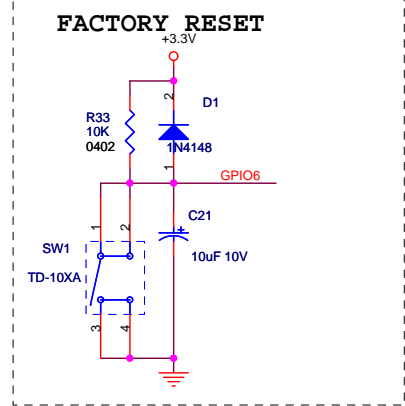 FACTORY RESET
+3.3V
2
D1
R33
10K
0402
1N4148
1
GPIO6
1
2
C21
+
SW1
10uF 10V
TD-10XA
3
4